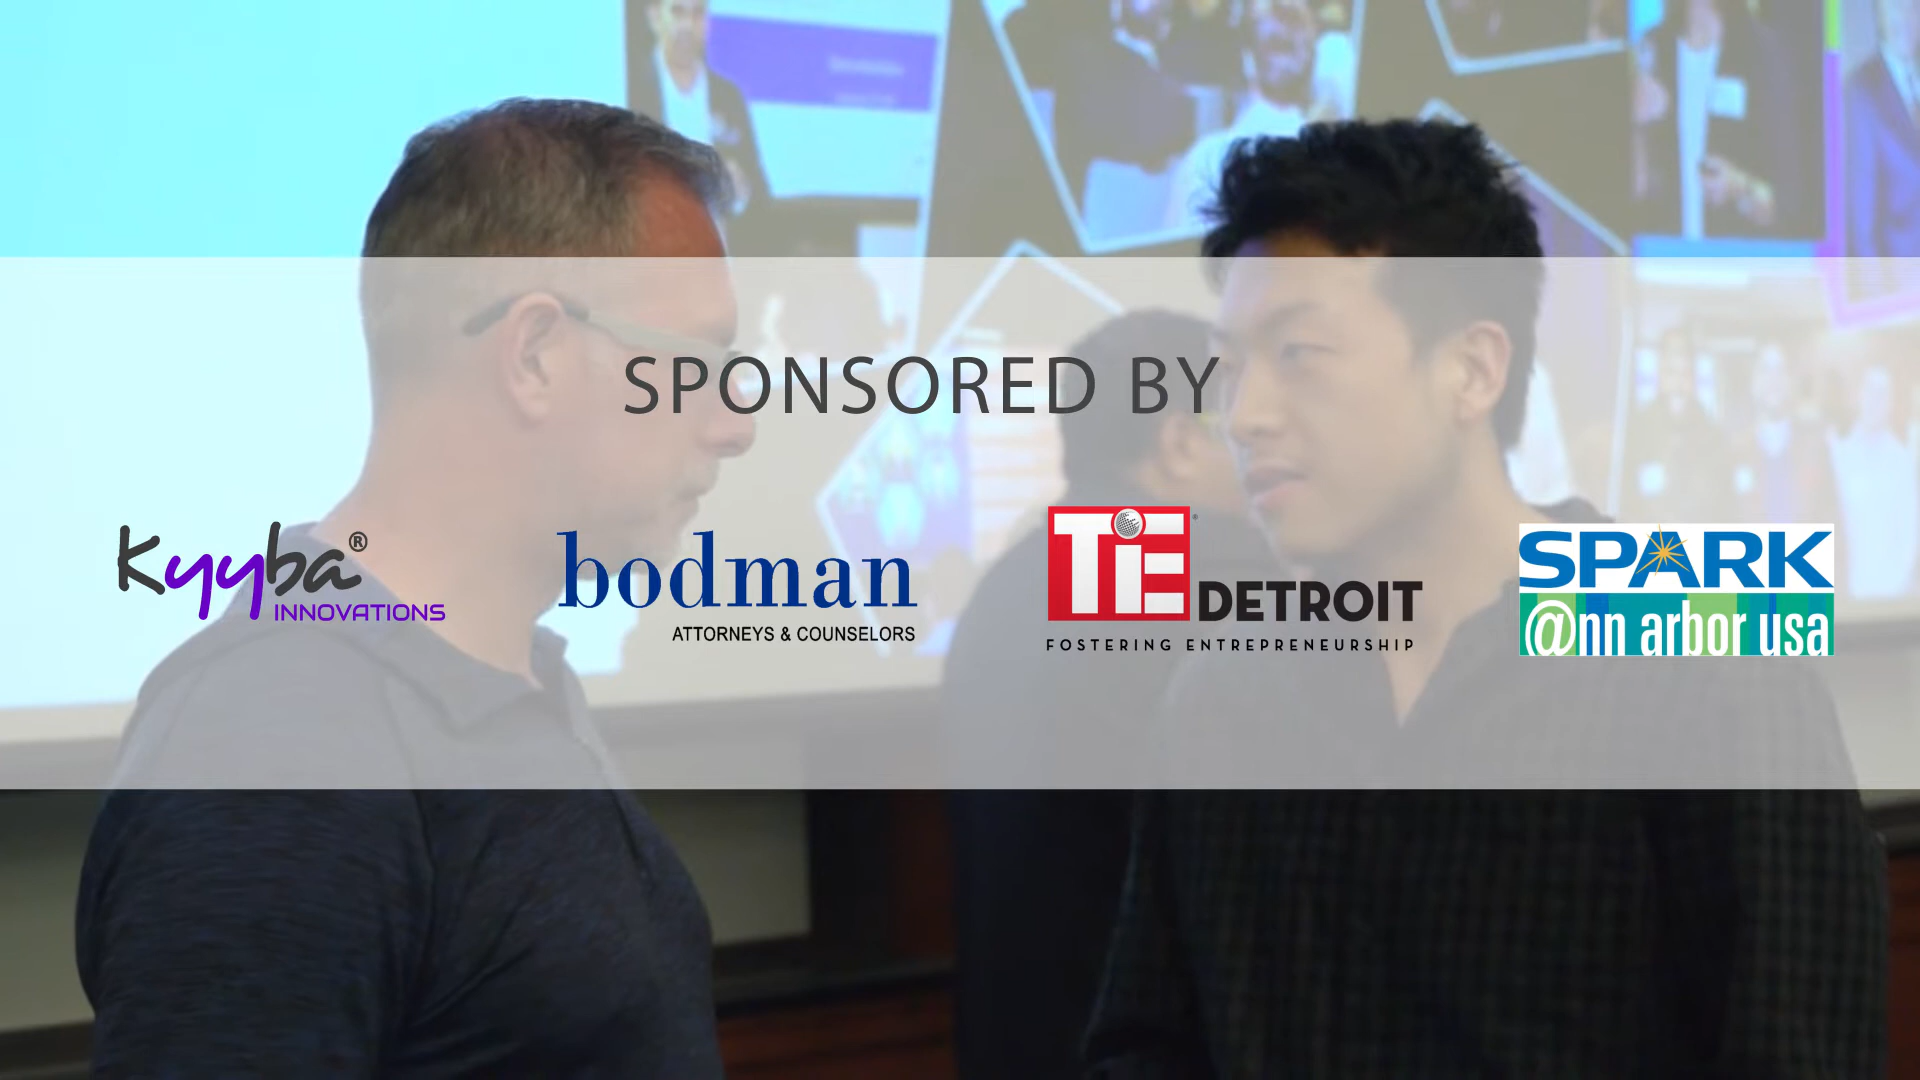 SPONSORED BY
Kyyba®
INNOVATIONS
bodman
ATTORNEYS & COUNSELORS
TiE®
DETROIT
FOSTERING ENTREPRENEURSHIP
SPARK
@nn arbor usa